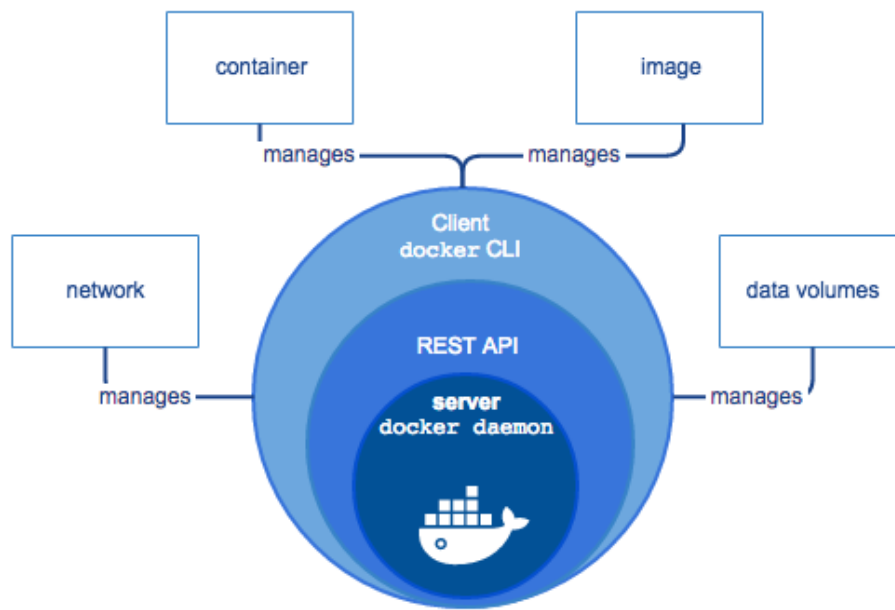 container
image
manages
manages
Client
docker CLI
network
data volumes
REST API
manages
manages
server
docker daemon